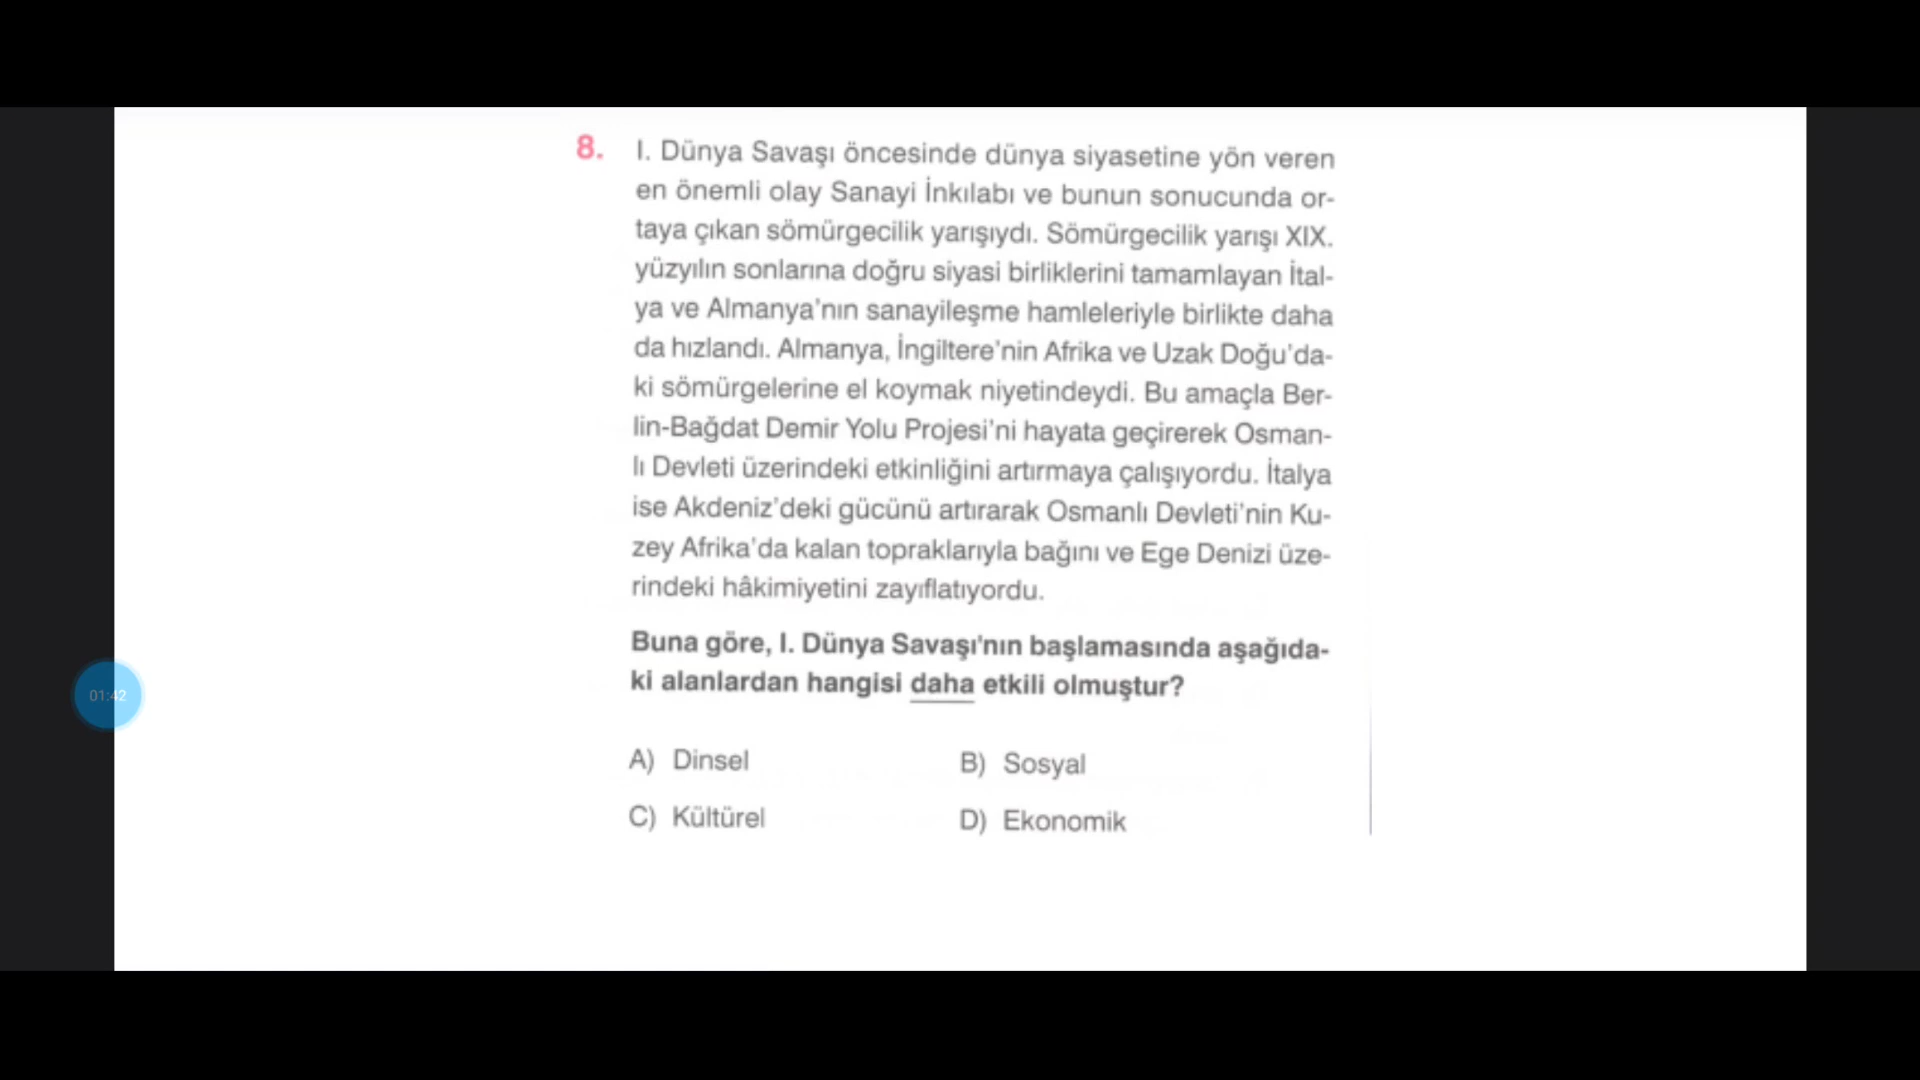 8. I. Dünya Savaşı öncesinde dünya siyasetine yön veren
en önemli olay Sanayi İnkılabı ve bunun sonucunda or-
taya çıkan sömürgecilik yarışıydı. Sömürgecilik yarışı XIX.
yüzyılın sonlarına doğru siyasi birliklerini tamamlayan İtal-
ya ve Almanya'nın sanayileşme hamleleriyle birlikte daha
da hızlandı. Almanya, İngiltere'nin Afrika ve Uzak Doğu'da-
ki sömürgelerine el koymak niyetindeydi. Bu amaçla Ber-
lin-Bağdat Demir Yolu Projesi'ni hayata geçirerek Osman-
lı Devleti üzerindeki etkinliğini artırmaya çalışıyordu. İtalya
ise Akdeniz'deki gücünü artırarak Osmanlı Devleti'nin Ku-
zey Afrika'da kalan topraklarıyla bağını ve Ege Denizi üze-
rindeki hâkimiyetini zayıflatıyordu.
Buna göre, I. Dünya Savaşı'nın başlamasında aşağıda-
ki alanlardan hangisi daha etkili olmuştur?
01:42
A) Dinsel B) Sosyal
C) Kültürel D) Ekonomik